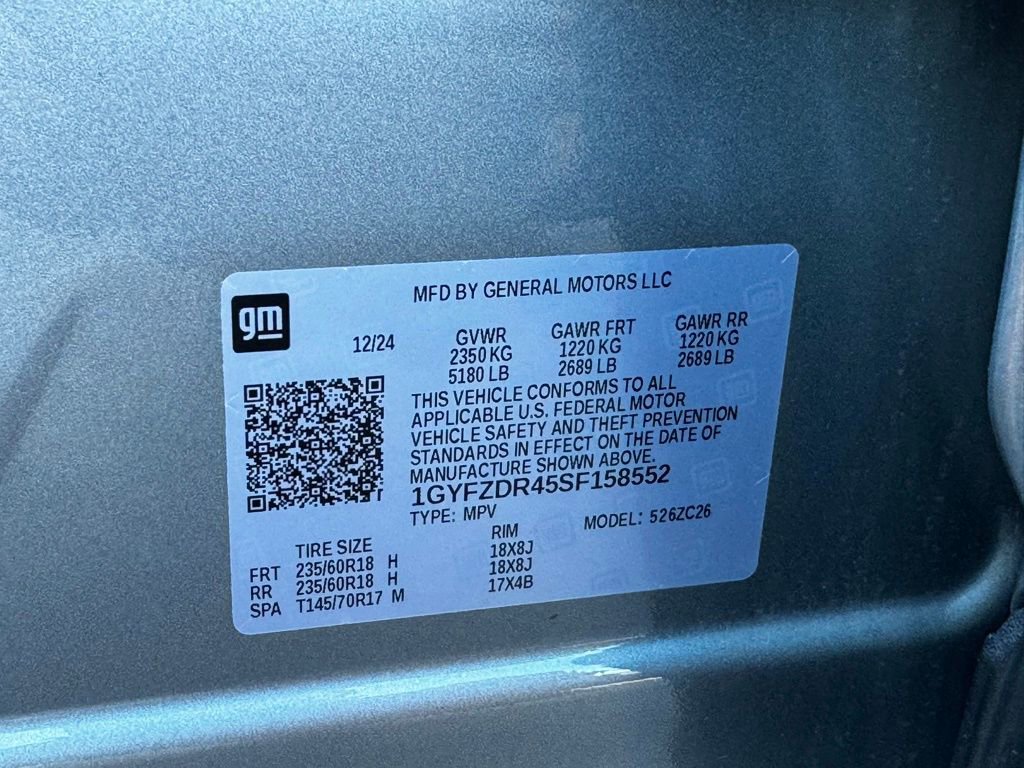 gm
MFD BY GENERAL MOTORS LLC
12/24 GVWR GAWR FRT GAWR RR
2350 KG 1220 KG 1220 KG
5180 LB 2689 LB 2689 LB
THIS VEHICLE CONFORMS TO ALL
APPLICABLE U.S. FEDERAL MOTOR
VEHICLE SAFETY AND THEFT PREVENTION
STANDARDS IN EFFECT ON THE DATE OF
MANUFACTURE SHOWN ABOVE.
1GYFZDR45SF158552
TYPE: MPV MODEL: 526ZC26
TIRE SIZE RIM
FRT 235/60R18 H 18X8J
RR 235/60R18 H 18X8J
SPA T145/70R17 M 17X4B